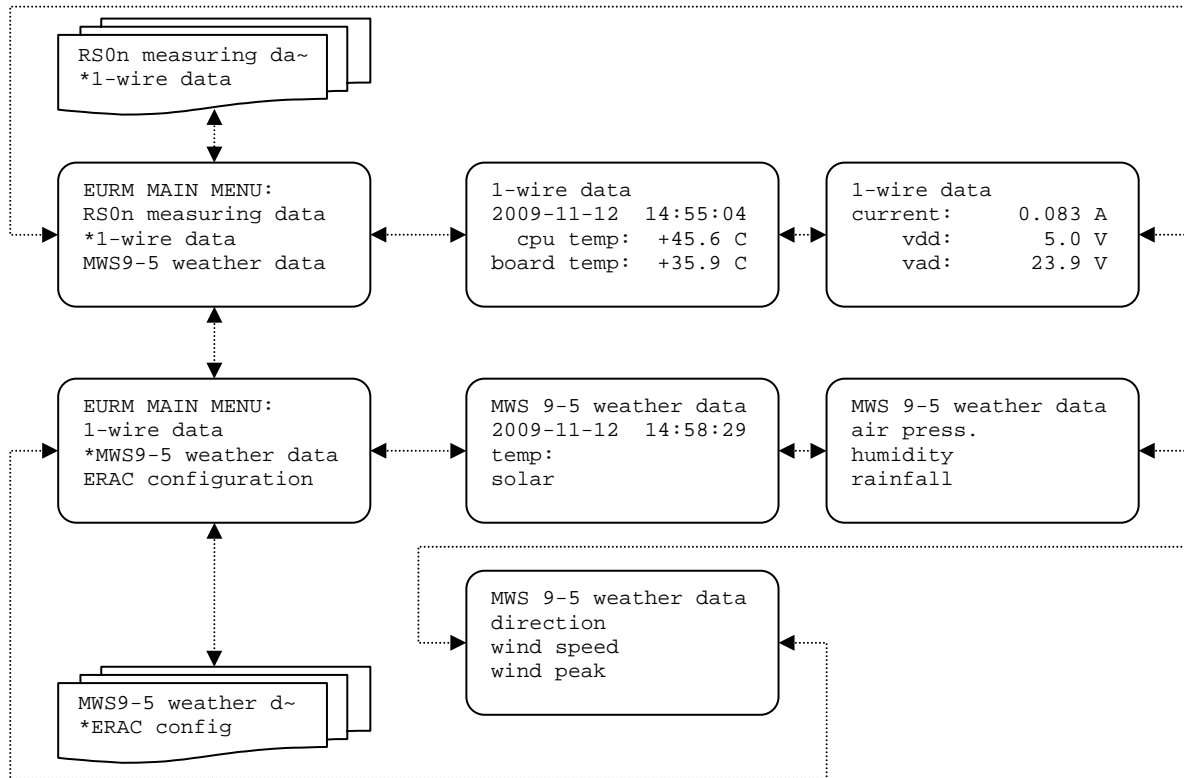 RS0n measuring da~
*1-wire data
EURM MAIN MENU:
RS0n measuring data
*1-wire data
MWS9-5 weather data
1-wire data
2009-11-12 14:55:04
cpu temp: +45.6 C
board temp: +35.9 C
1-wire data
current: 0.083 A
vdd: 5.0 V
vad: 23.9 V
EURM MAIN MENU:
1-wire data
*MWS9-5 weather data
ERAC configuration
MWS 9-5 weather data
2009-11-12 14:58:29
temp:
solar
MWS 9-5 weather data
air press.
humidity
rainfall
MWS 9-5 weather data
direction
wind speed
wind peak
MWS9-5 weather d~
*ERAC config